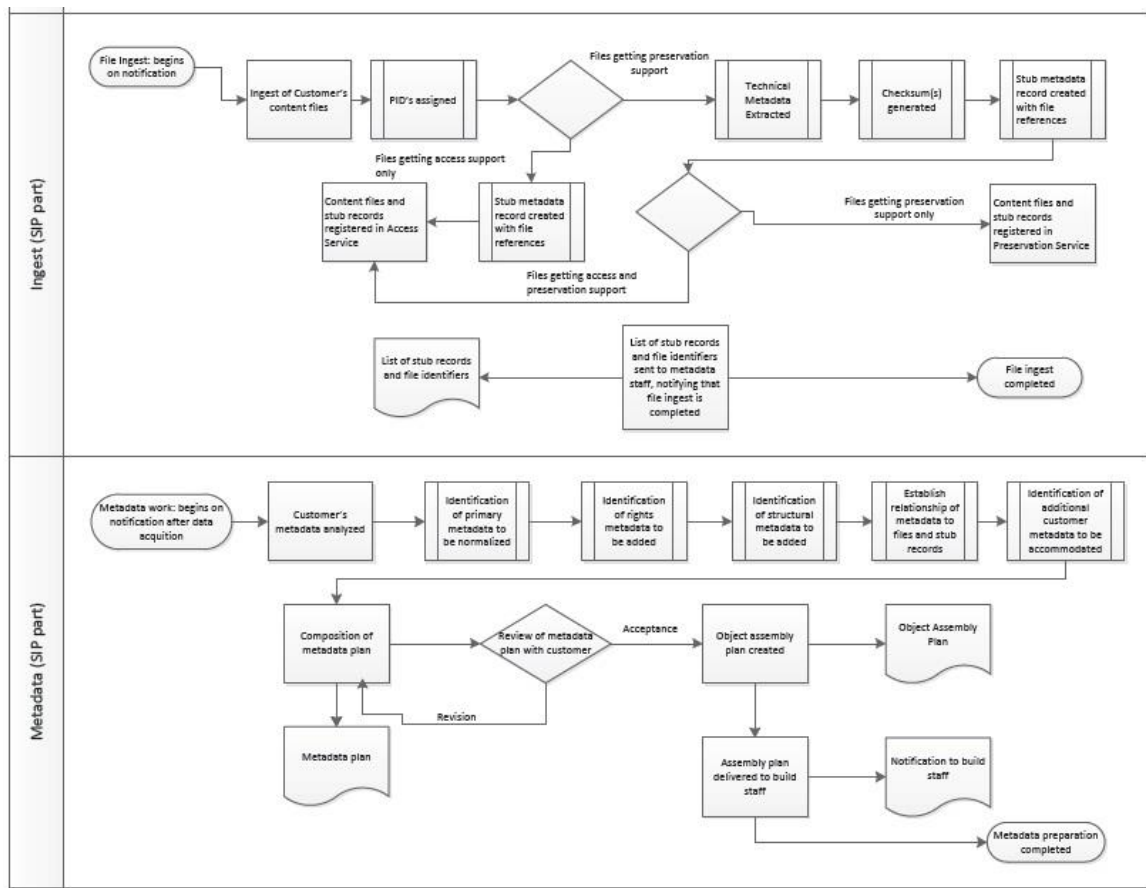 Ingest (SIP part)
File Ingest: begins
on notification
Ingest of Customer's
content files
PID's assigned
Files getting preservation
support
Technical
Metadata
Extracted
Checksum(s)
generated
Stub metadata
record created
with file
references
Files getting access support
only
Content files and
stub records
registered in Access
Service
Stub metadata
record created
with file
references
Files getting preservation
support only
Content files and
stub records
registered in
Preservation Service
Files getting access and
preservation support
List of stub records
and file identifiers
List of stub records
and file identifiers
sent to metadata
staff, notifying that
file ingest is
completed
File ingest
completed
Metadata (SIP part)
Metadata work: begins on
notification after data
acquition
Customer's
metadata analyzed
Identification
of primary
metadata to
be normalized
Identification
of rights
metadata to be
added
Identification
of structural
metadata to be
added
Establish
relationship of
metadata to
files and stub
records
Identification of
additional
customer
metadata to be
accommodated
Composition of
metadata plan
Review of metadata
plan with customer
Acceptance
Object assembly
plan created
Object Assembly
Plan
Revision
Metadata plan
Assembly plan
delivered to build
staff
Notification to build
staff
Metadata preparation
completed